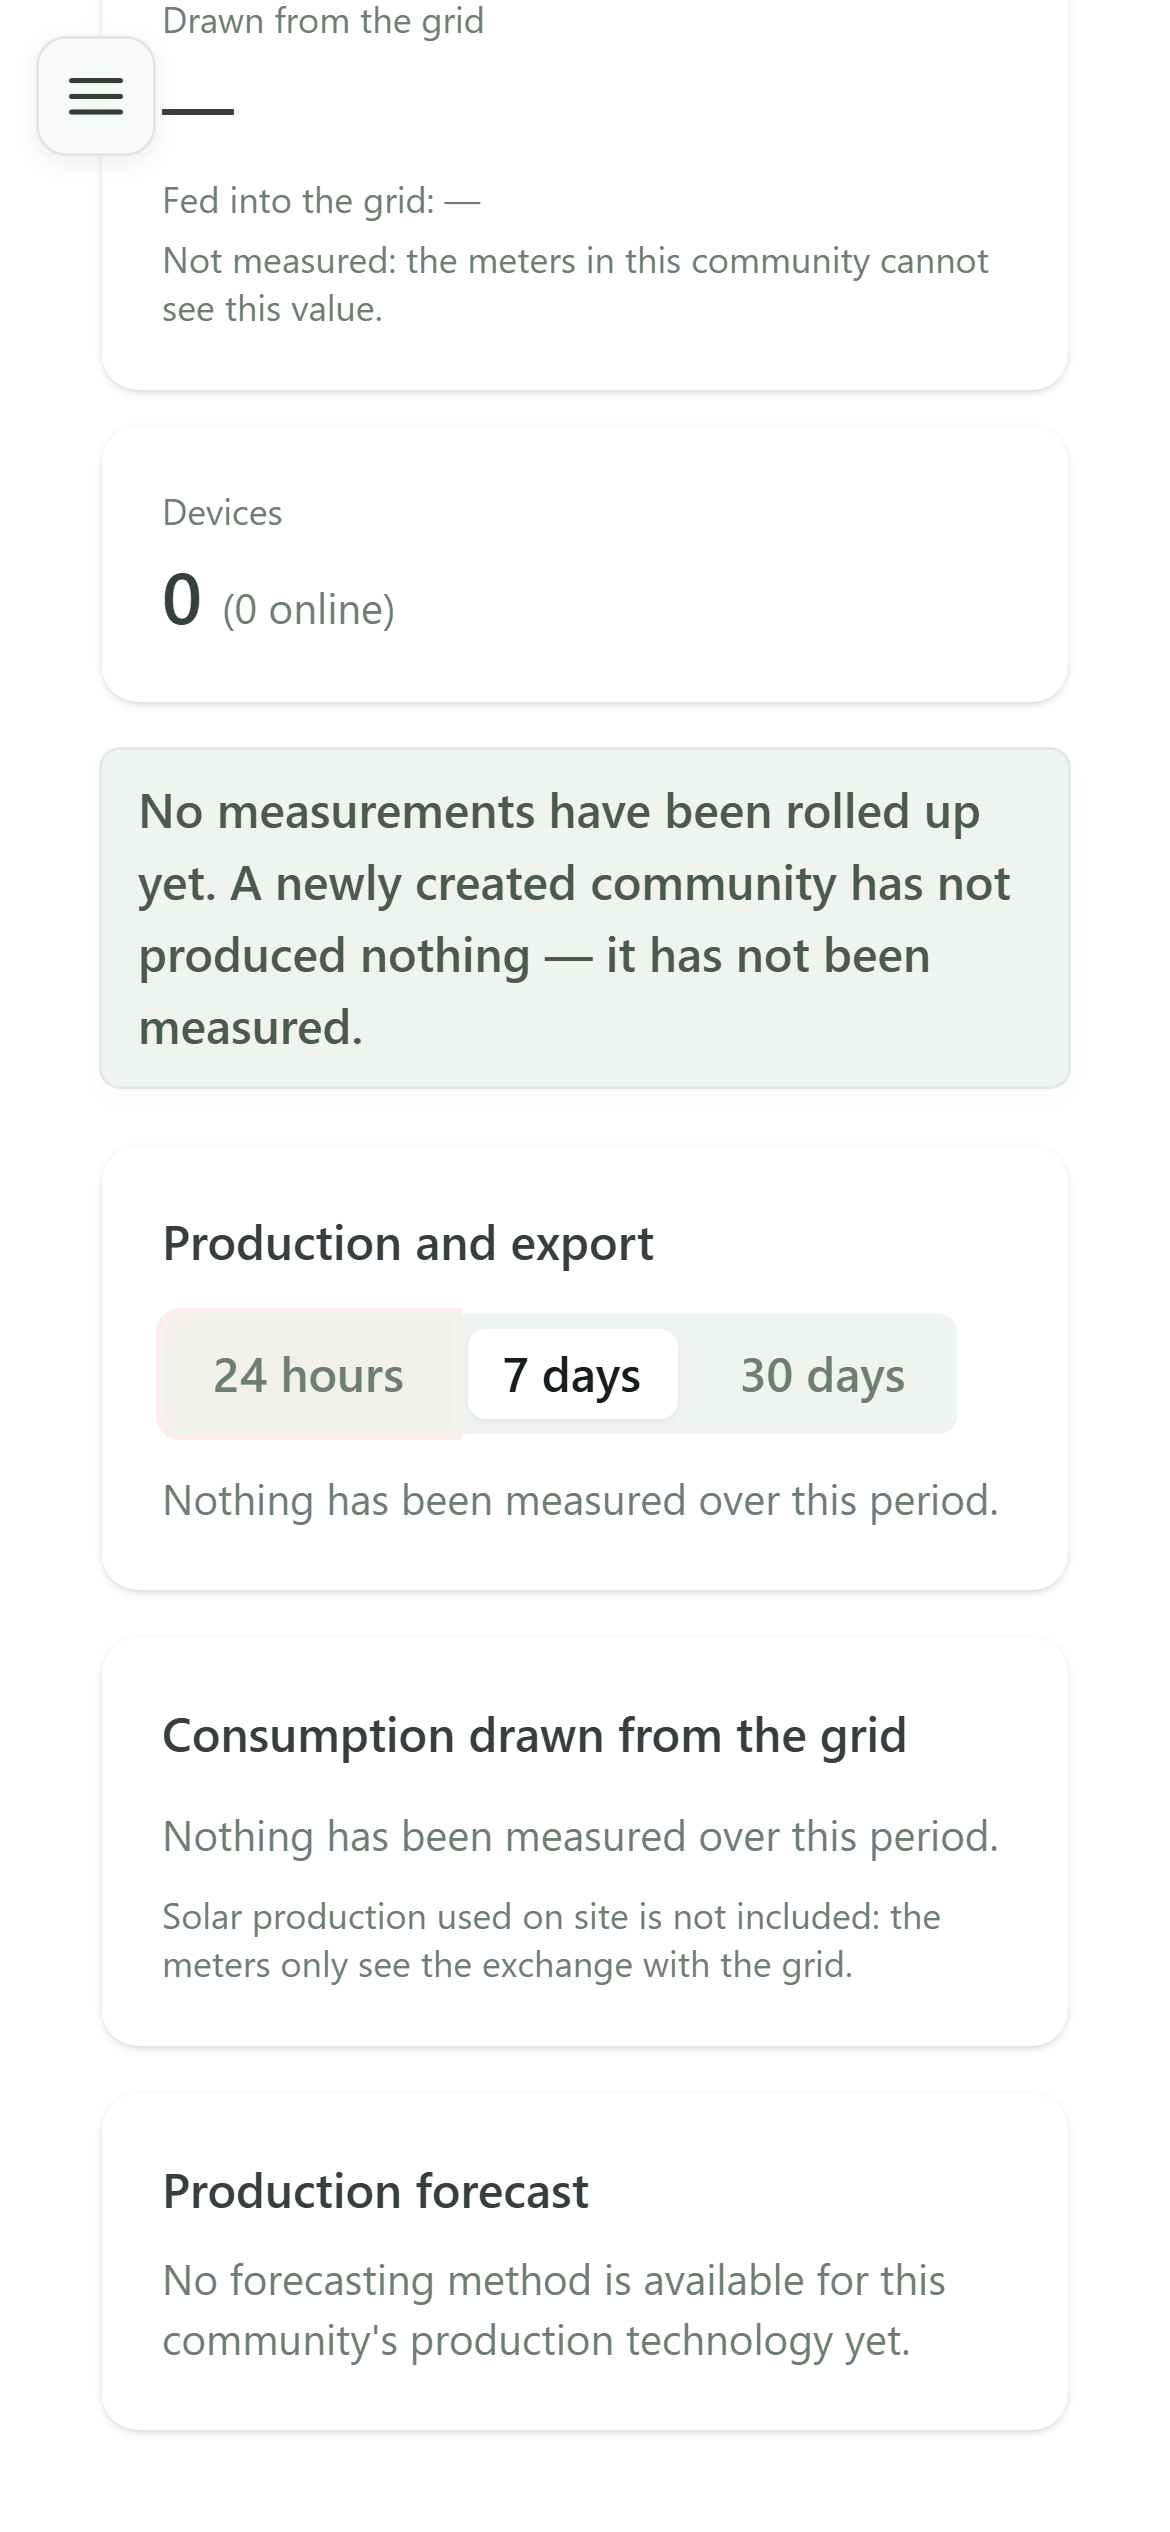 Drawn from the grid
—
Fed into the grid: —
Not measured: the meters in this community cannot
see this value.
Devices
0 (0 online)
No measurements have been rolled up
yet. A newly created community has not
produced nothing — it has not been
measured.
Production and export
24 hours 7 days 30 days
Nothing has been measured over this period.
Consumption drawn from the grid
Nothing has been measured over this period.
Solar production used on site is not included: the
meters only see the exchange with the grid.
Production forecast
No forecasting method is available for this
community's production technology yet.